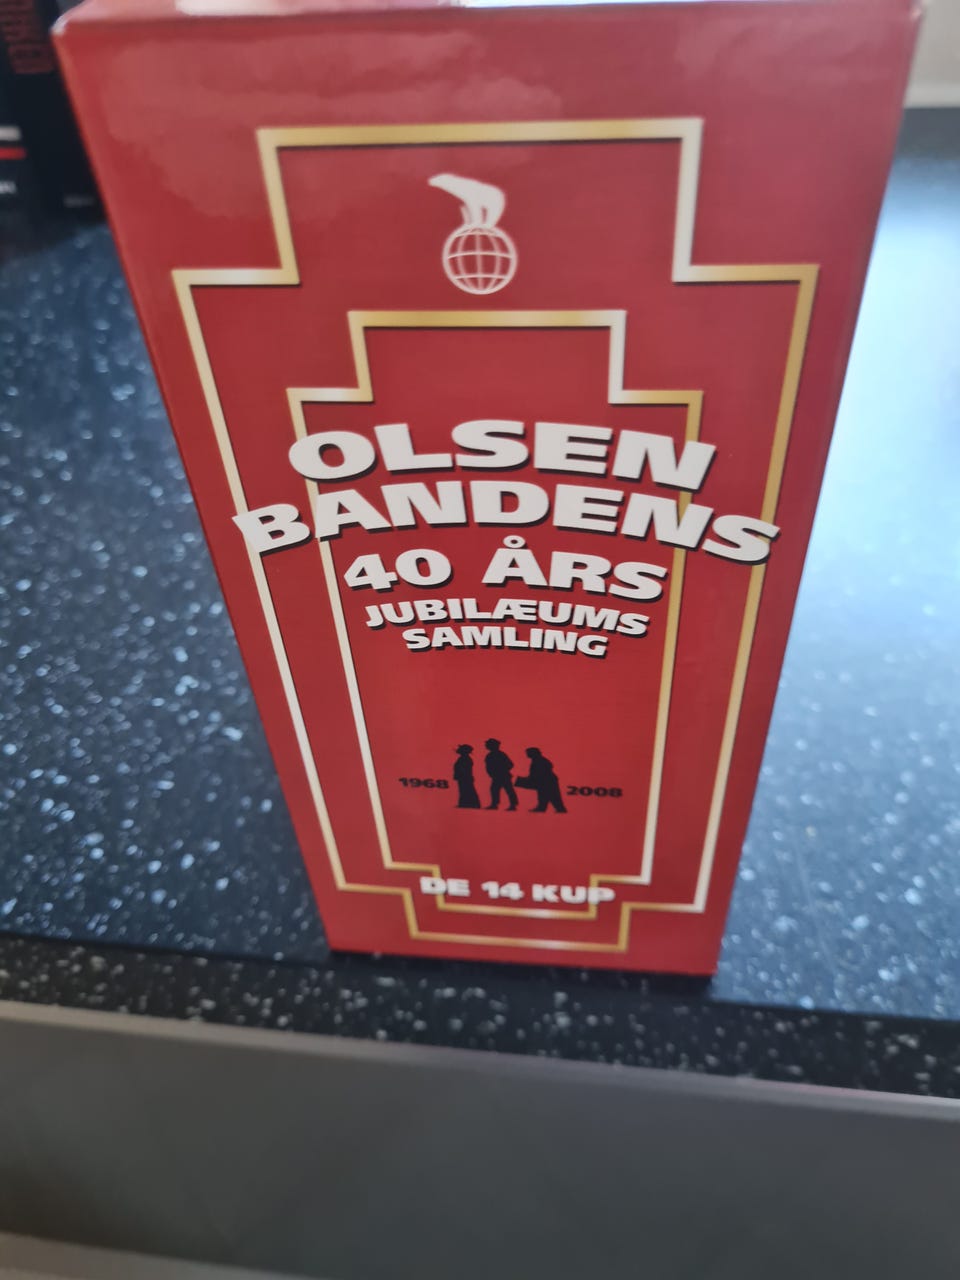 OLSEN
BANDENS
40 ÅRS
JUBILÆUMS
SAMLING
1968 2008
DE 14 KUP